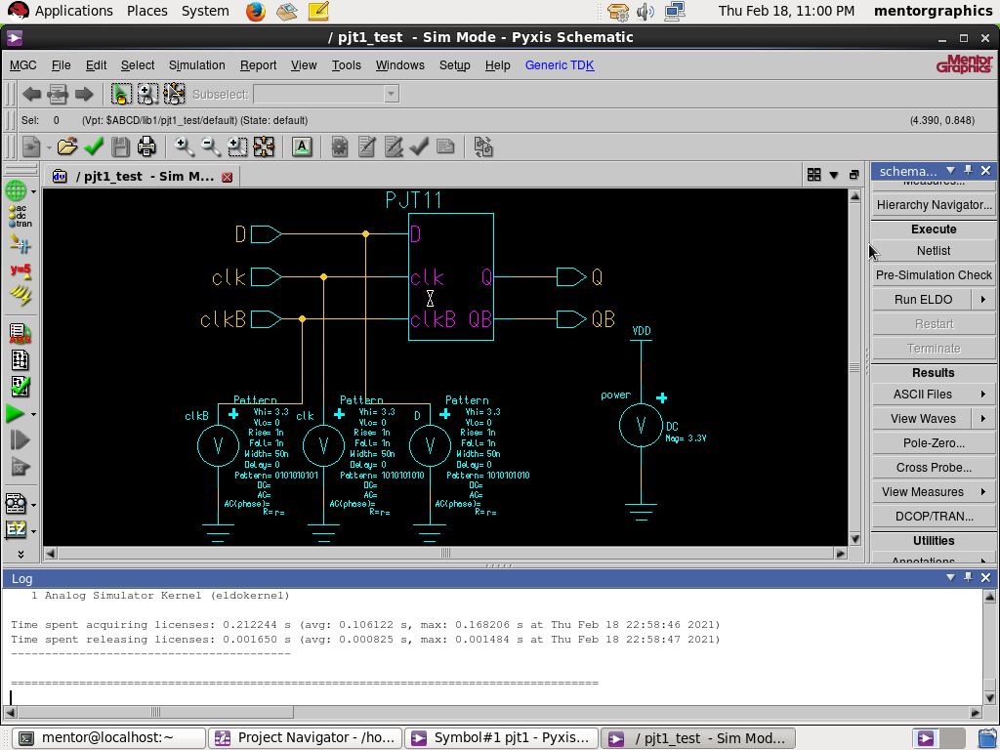 Applications Places System Thu Feb 18, 11:00 PM mentorgraphics
/ pjt1_test - Sim Mode - Pyxis Schematic
MGC File Edit Select Simulation Report View Tools Windows Setup Help Generic TDK Mentor Graphics
Subselect:
Sel: 0 (Vpt: $ABCD/lib1/pjt1_test/default) (State: default) (4.390, 0.848)
A
/ pjt1_test - Sim M...
schema...
Measures...
Hierarchy Navigator...
Execute
Netlist
Pre-Simulation Check
Run ELDO
Restart
Terminate
Results
ASCII Files
View Waves
Pole-Zero...
Cross Probe...
View Measures
DCOP/TRAN...
Utilities
Annotations
ac
dc
tran
y=5
EZ
PJT11
D D
clk clk Q Q
clkB clkB QB QB
VDD
power
V
DC
Mag= 3.3V
clkB
V
Pattern
Vhi= 3.3
Vlo= 0
Rise= 1n
Fall= 1n
Width= 50n
Delay= 0
Pattern= 0101010101
DC=
AC=
AC(phase)=
R= r=
clk
V
Pattern
Vhi= 3.3
Vlo= 0
Rise= 1n
Fall= 1n
Width= 50n
Delay= 0
Pattern= 1010101010
DC=
AC=
AC(phase)=
R= r=
D
V
Pattern
Vhi= 3.3
Vlo= 0
Rise= 1n
Fall= 1n
Width= 50n
Delay= 0
Pattern= 1010101010
DC=
AC=
AC(phase)=
R= r=
Log
1 Analog Simulator Kernel (eldokernel)
Time spent acquiring licenses: 0.212244 s (avg: 0.106122 s, max: 0.168206 s at Thu Feb 18 22:58:46 2021)
Time spent releasing licenses: 0.001650 s (avg: 0.000825 s, max: 0.001484 s at Thu Feb 18 22:58:47 2021)
mentor@localhost:~ Project Navigator - /ho... Symbol#1 pjt1 - Pyxis... / pjt1_test - Sim Mod...